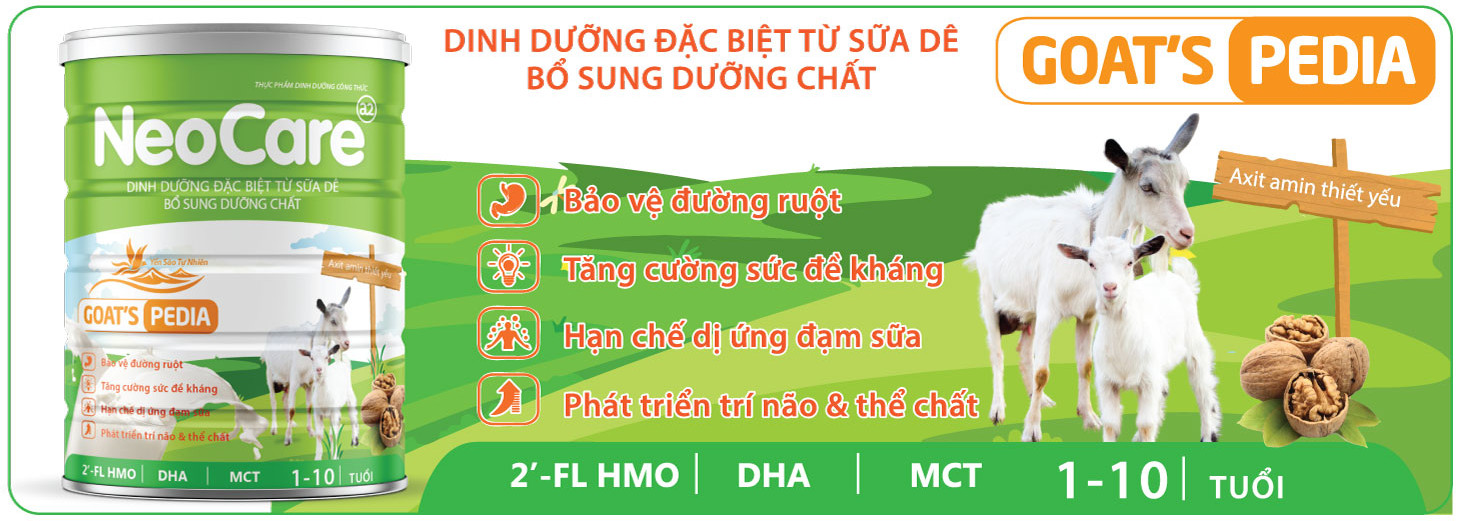 THỰC PHẨM DINH DƯỠNG CÔNG THỨC
NeoCare a2
DINH DƯỠNG ĐẶC BIỆT TỪ SỮA DÊ
BỔ SUNG DƯỠNG CHẤT
Yến Sào Tự Nhiên
Axit amin thiết yếu
GOAT'S PEDIA
Bảo vệ đường ruột
Tăng cường sức đề kháng
Hạn chế dị ứng đạm sữa
Phát triển trí não & thể chất
2'-FL HMO | DHA | MCT 1-10 | TUỔI
DINH DƯỠNG ĐẶC BIỆT TỪ SỮA DÊ
BỔ SUNG DƯỠNG CHẤT
GOAT'S PEDIA
Axit amin thiết yếu
Bảo vệ đường ruột
Tăng cường sức đề kháng
Hạn chế dị ứng đạm sữa
Phát triển trí não & thể chất
2'-FL HMO | DHA | MCT 1-10 | TUỔI